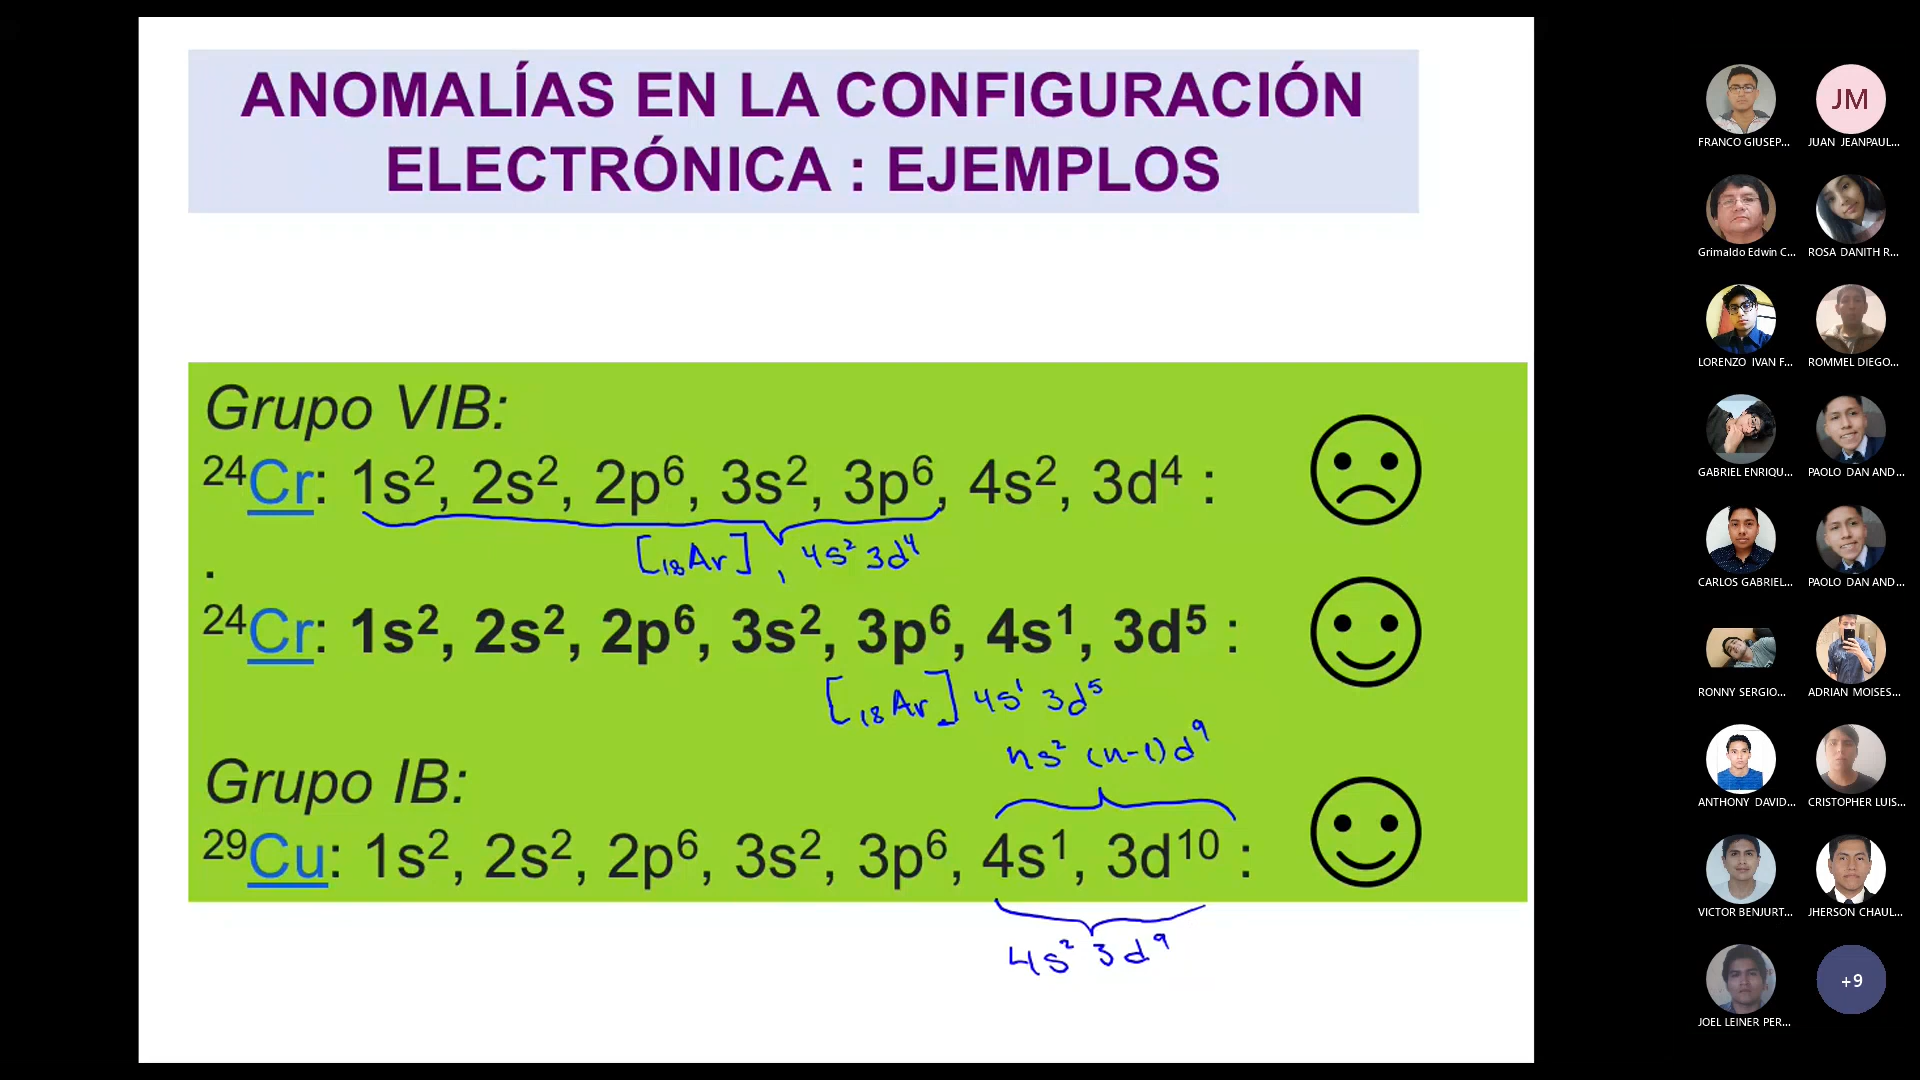 ANOMALÍAS EN LA CONFIGURACIÓN
ELECTRÓNICA : EJEMPLOS
Grupo VIB:
²⁴Cr: 1s², 2s², 2p⁶, 3s², 3p⁶, 4s², 3d⁴ :
[₁₈Ar] , 4s² 3d⁴
.
²⁴Cr: 1s², 2s², 2p⁶, 3s², 3p⁶, 4s¹, 3d⁵ :
[₁₈Ar] 4s¹ 3d⁵
ns² (n-1)d⁹
Grupo IB:
²⁹Cu: 1s², 2s², 2p⁶, 3s², 3p⁶, 4s¹, 3d¹⁰ :
4s² 3d⁹
JM
FRANCO GIUSEP... JUAN JEANPAUL...
Grimaldo Edwin C... ROSA DANITH R...
LORENZO IVAN F... ROMMEL DIEGO...
GABRIEL ENRIQU... PAOLO DAN AND...
CARLOS GABRIEL... PAOLO DAN AND...
RONNY SERGIO... ADRIAN MOISES...
ANTHONY DAVID... CRISTOPHER LUIS...
VICTOR BENJURT... JHERSON CHAUL...
+9
JOEL LEINER PER...